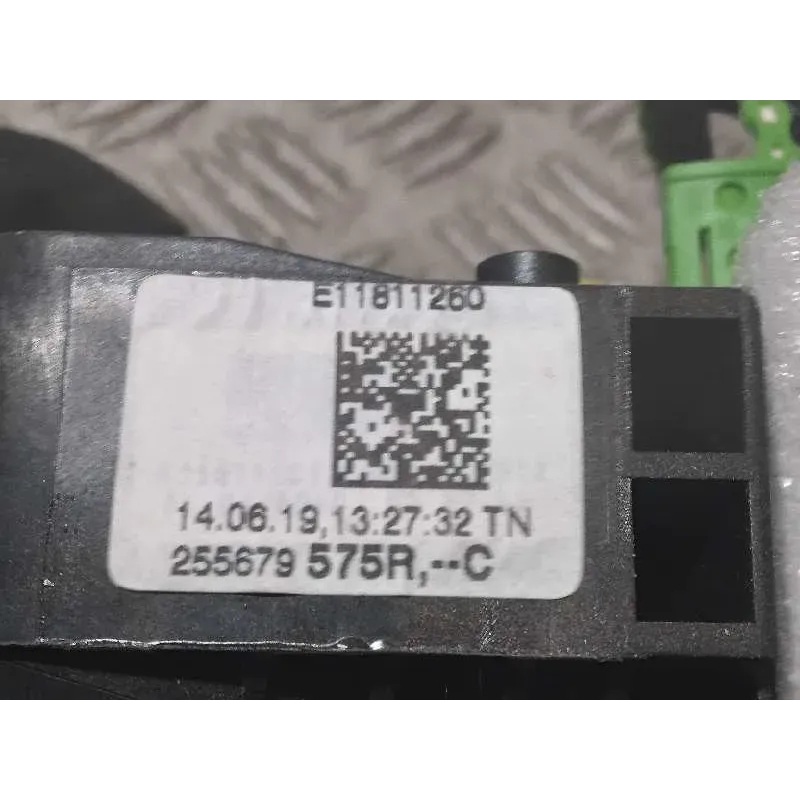 E11811260
14.06.19,13:27:32 TN
255679 575R,--C